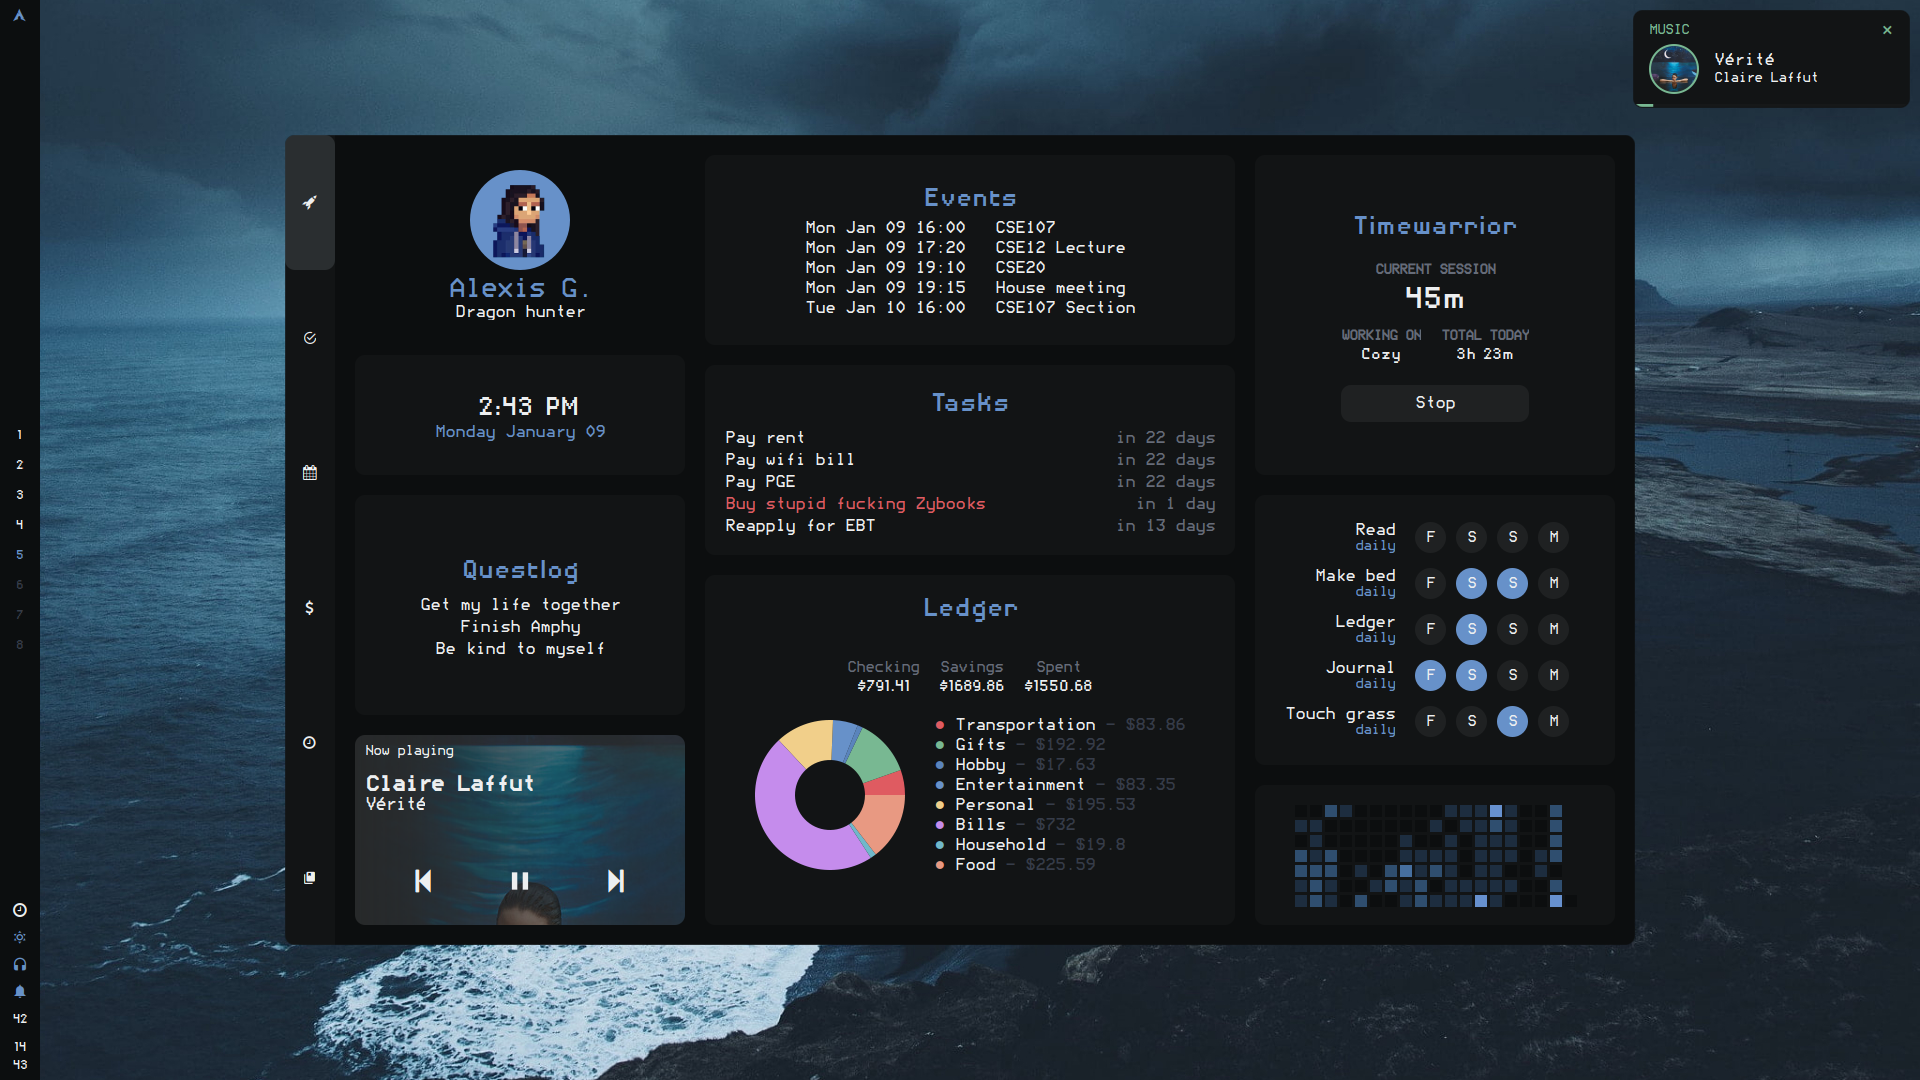 1
2
3
4
5
6
7
8
42
14
43
MUSIC
Vérité
Claire Laffut
Alexis G.
Dragon hunter
2:43 PM
Monday January 09
Questlog
Get my life together
Finish Amphy
Be kind to myself
Now playing
Claire Laffut
Vérité
Events
Mon Jan 09 16:00 CSE107
Mon Jan 09 17:20 CSE12 Lecture
Mon Jan 09 19:10 CSE20
Mon Jan 09 19:15 House meeting
Tue Jan 10 16:00 CSE107 Section
Tasks
Pay rent in 22 days
Pay wifi bill in 22 days
Pay PGE in 22 days
Buy stupid fucking Zybooks in 1 day
Reapply for EBT in 13 days
Ledger
Checking Savings Spent
$791.41 $1689.86 $1550.68
Transportation - $83.86
Gifts - $192.92
Hobby - $17.63
Entertainment - $83.35
Personal - $195.53
Bills - $732
Household - $19.8
Food - $225.59
Timewarrior
CURRENT SESSION
45m
WORKING ON TOTAL TODAY
Cozy 3h 23m
Stop
Read F S S M
daily
Make bed F S S M
daily
Ledger F S S M
daily
Journal F S S M
daily
Touch grass F S S M
daily